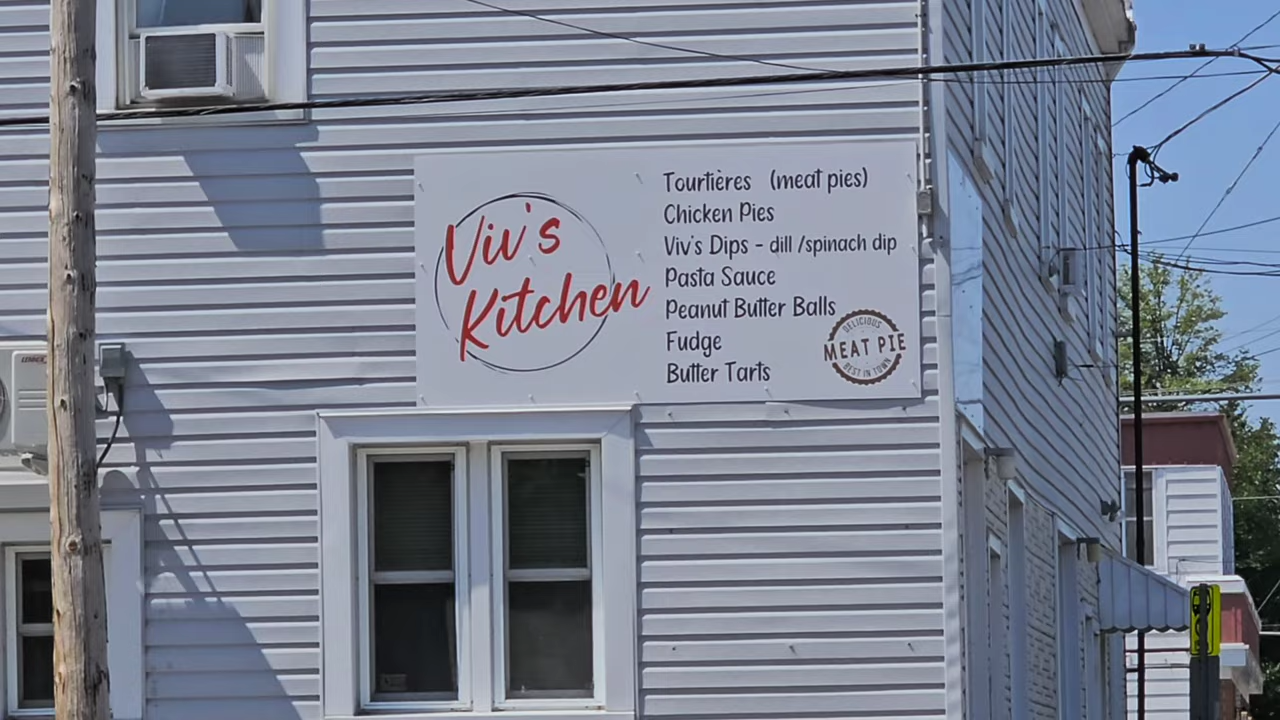 Viv's
Kitchen
Tourtières (meat pies)
Chicken Pies
Viv's Dips - dill /spinach dip
Pasta Sauce
Peanut Butter Balls
Fudge
Butter Tarts
DELICIOUS
MEAT PIE
BEST IN TOWN
LENNOX